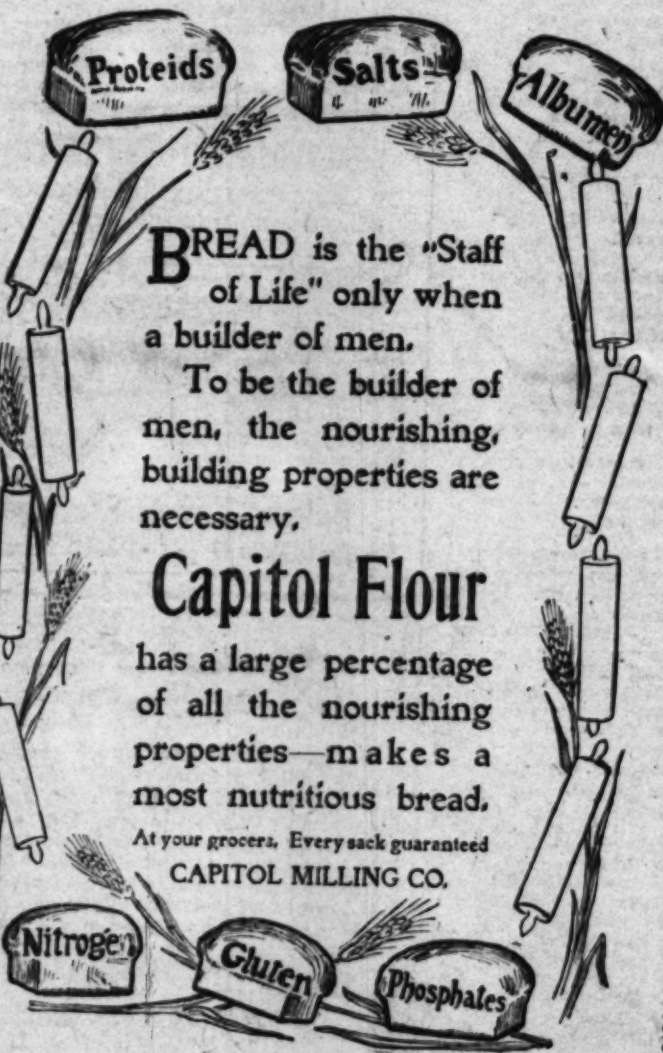 Proteids
Salts
Albumen
BREAD is the "Staff
of Life" only when
a builder of men.
To be the builder of
men, the nourishing,
building properties are
necessary.
Capitol Flour
has a large percentage
of all the nourishing
properties—makes a
most nutritious bread.
At your grocers. Every sack guaranteed
CAPITOL MILLING CO.
Nitrogen
Gluten
Phosphates